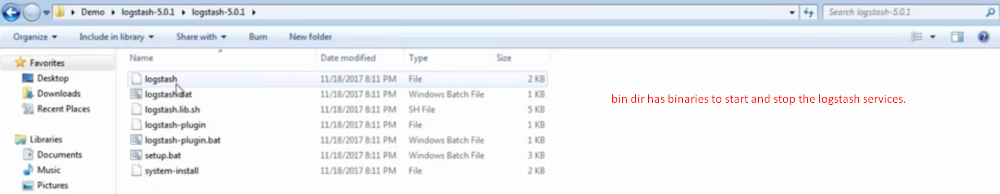 Demo logstash-5.0.1 logstash-5.0.1 Search logstash-5.0.1
Organize Include in library Share with Burn New folder
Name Date modified Type Size
Favorites
Desktop
Downloads
Recent Places
Libraries
Documents
Music
Pictures
logstash 11/18/2017 8:11 PM File 2 KB
logstash.bat 11/18/2017 8:11 PM Windows Batch File 1 KB
logstash.lib.sh 11/18/2017 8:11 PM SH File 5 KB
logstash-plugin 11/18/2017 8:11 PM File 1 KB
logstash-plugin.bat 11/18/2017 8:11 PM Windows Batch File 1 KB
setup.bat 11/18/2017 8:11 PM Windows Batch File 3 KB
system-install 11/18/2017 8:11 PM File 2 KB
bin dir has binaries to start and stop the logstash services.